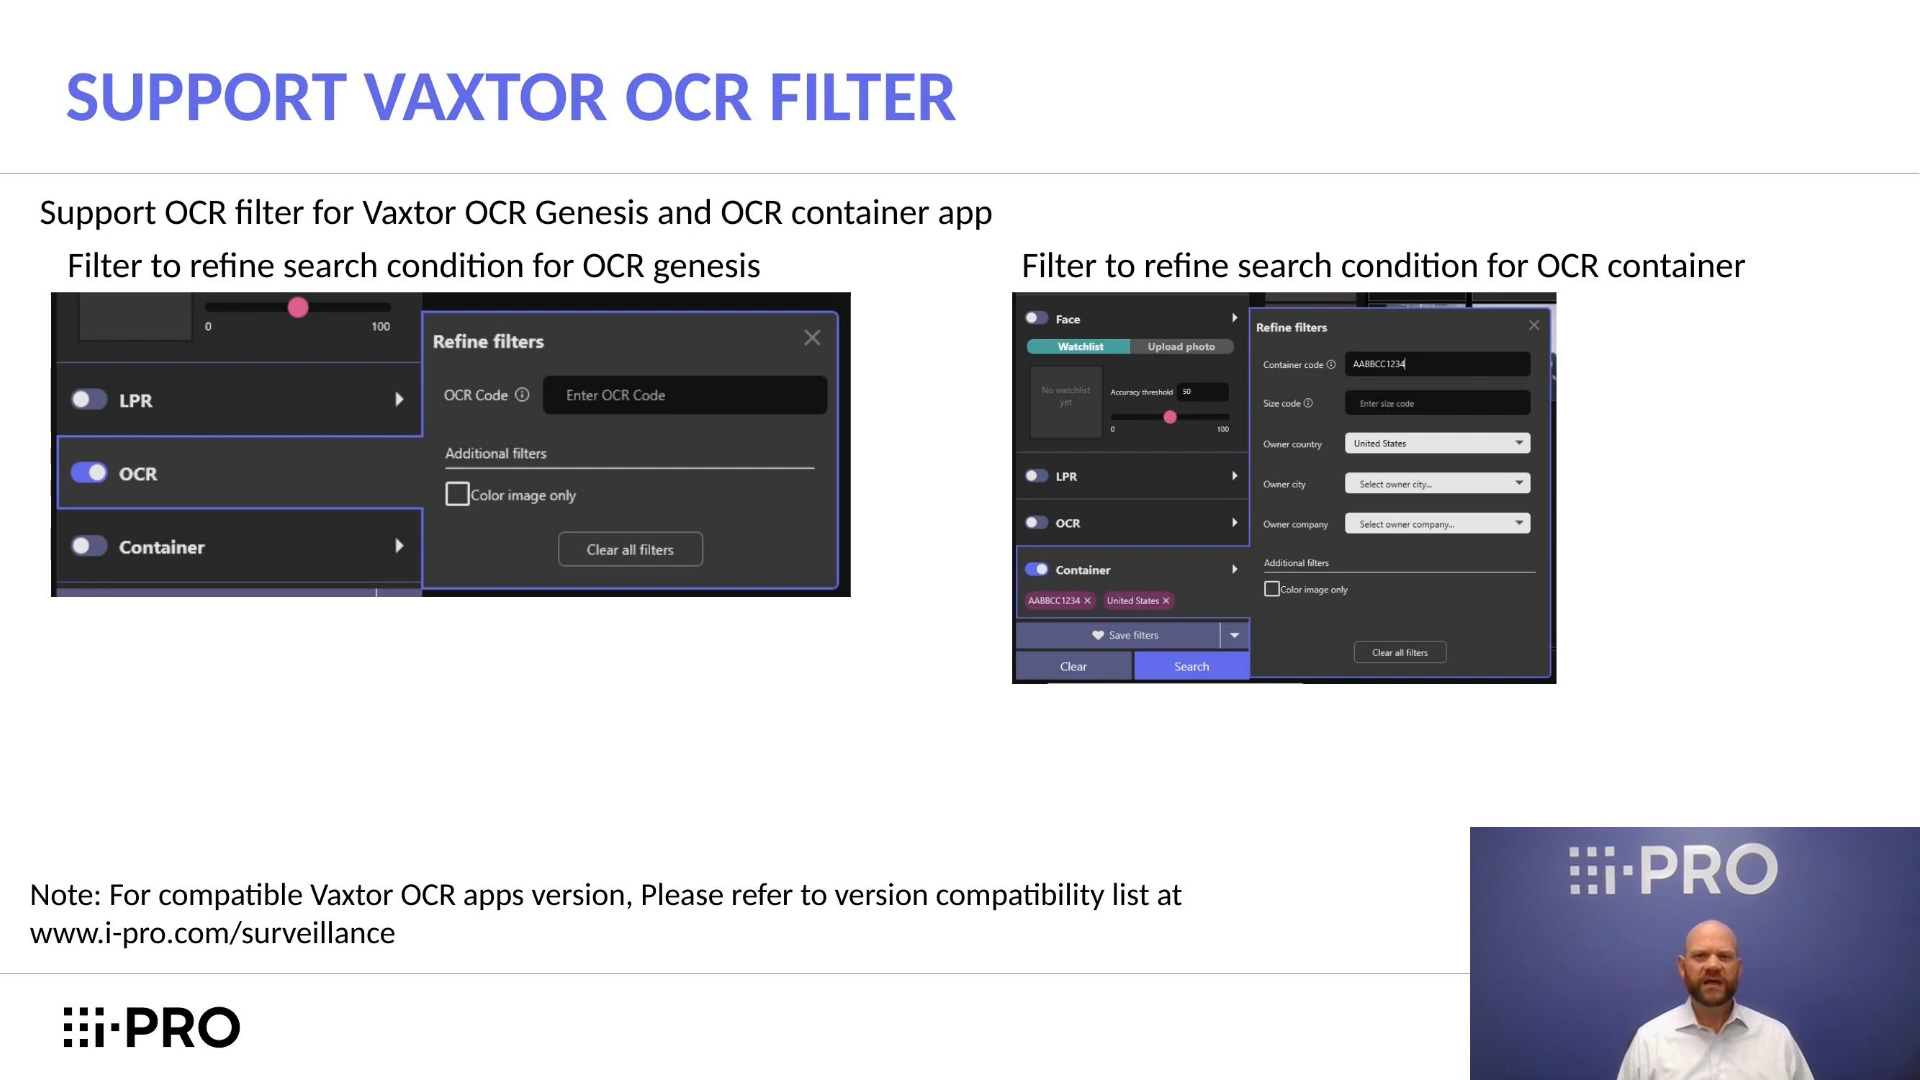 SUPPORT VAXTOR OCR FILTER
Support OCR filter for Vaxtor OCR Genesis and OCR container app
Filter to refine search condition for OCR genesis
0
100
LPR
OCR
Container
Refine filters
OCR Code
Enter OCR Code
Additional filters
Color image only
Clear all filters
Filter to refine search condition for OCR container
Face
Watchlist Upload photo
No watchlist
yet
Accuracy threshold 50
0
100
LPR
OCR
Container
AABBCC1234 United States
Save filters
Clear Search
Refine filters
Container code AABBCC1234
Size code Enter size code
Owner country United States
Owner city Select owner city...
Owner company Select owner company...
Additional filters
Color image only
Clear all filters
Note: For compatible Vaxtor OCR apps version, Please refer to version compatibility list at
www.i-pro.com/surveillance
i-PRO
i-PRO